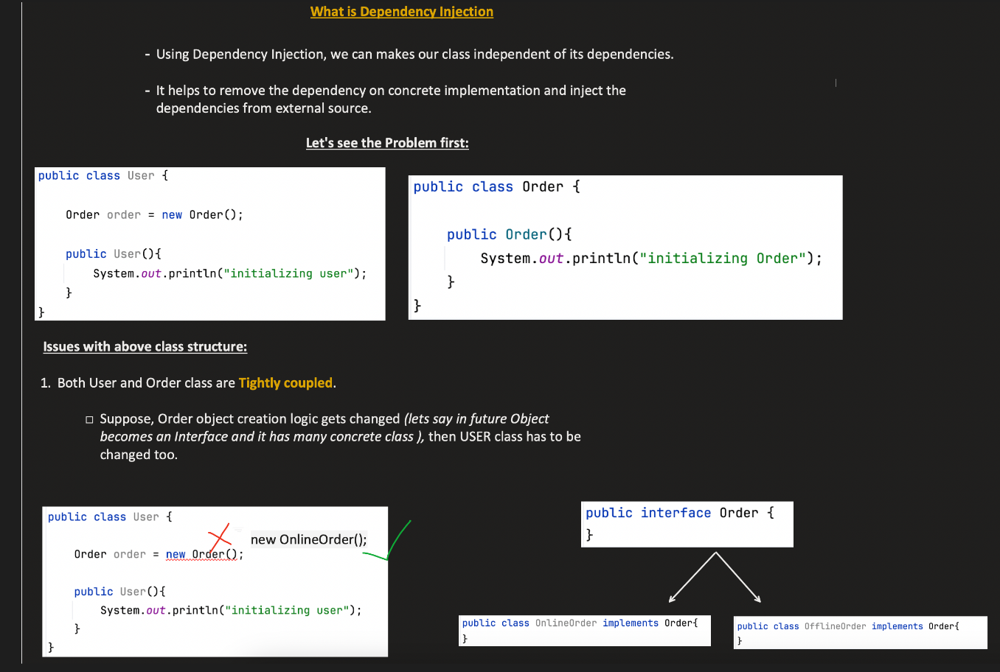 What is Dependency Injection
- Using Dependency Injection, we can makes our class independent of its dependencies.
- It helps to remove the dependency on concrete implementation and inject the
dependencies from external source.
Let's see the Problem first:
public class User {
Order order = new Order();
public User(){
System.out.println("initializing user");
}
}
public class Order {
public Order(){
System.out.println("initializing Order");
}
}
Issues with above class structure:
1. Both User and Order class are Tightly coupled.
□ Suppose, Order object creation logic gets changed (lets say in future Object
becomes an Interface and it has many concrete class ), then USER class has to be
changed too.
public class User {
new OnlineOrder();
Order order = new Order();
public User(){
System.out.println("initializing user");
}
}
public interface Order {
}
public class OnlineOrder implements Order{
}
public class OfflineOrder implements Order{
}